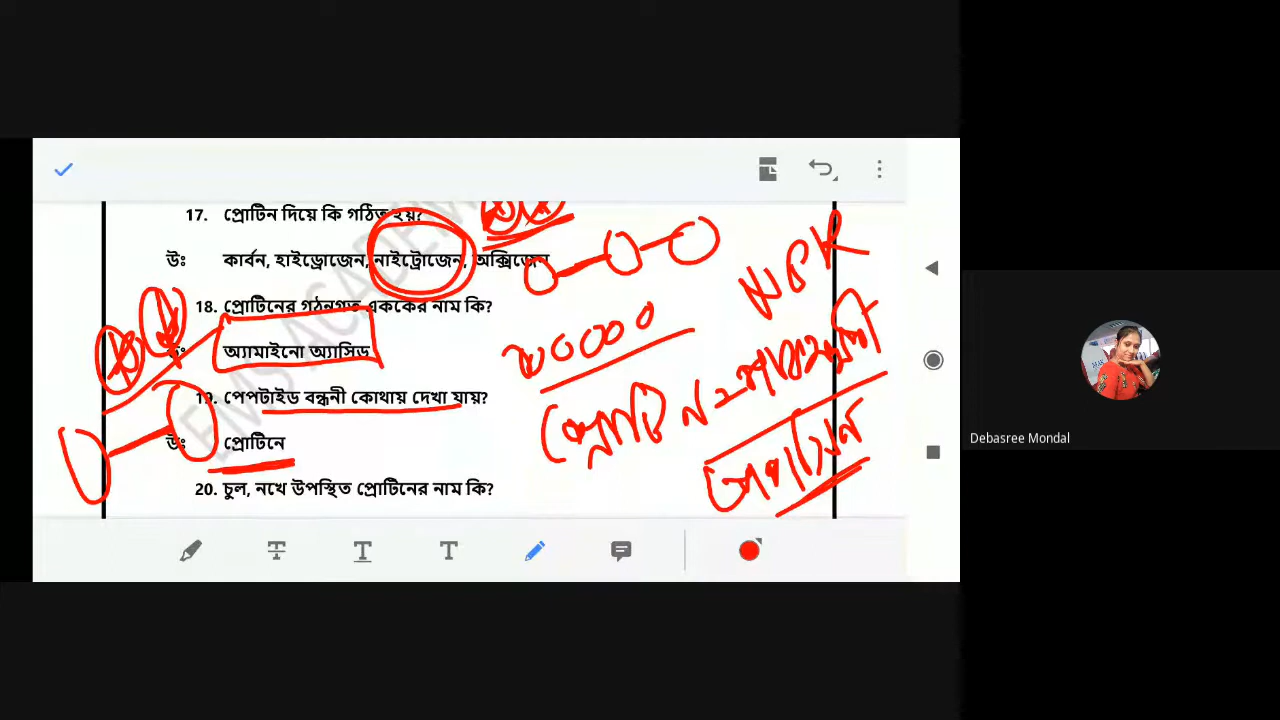 17. প্রোটিন দিয়ে কি গঠিত হয়?
উঃ কার্বন, হাইড্রোজেন, নাইট্রোজেন, অক্সিজেন
18. প্রোটিনের গঠনগত এককের নাম কি?
উঃ অ্যামাইনো অ্যাসিড
19. পেপটাইড বন্ধনী কোথায় দেখা যায়?
উঃ প্রোটিনে
20. চুল, নখে উপস্থিত প্রোটিনের নাম কি?
প্রোটিন
Debasree Mondal